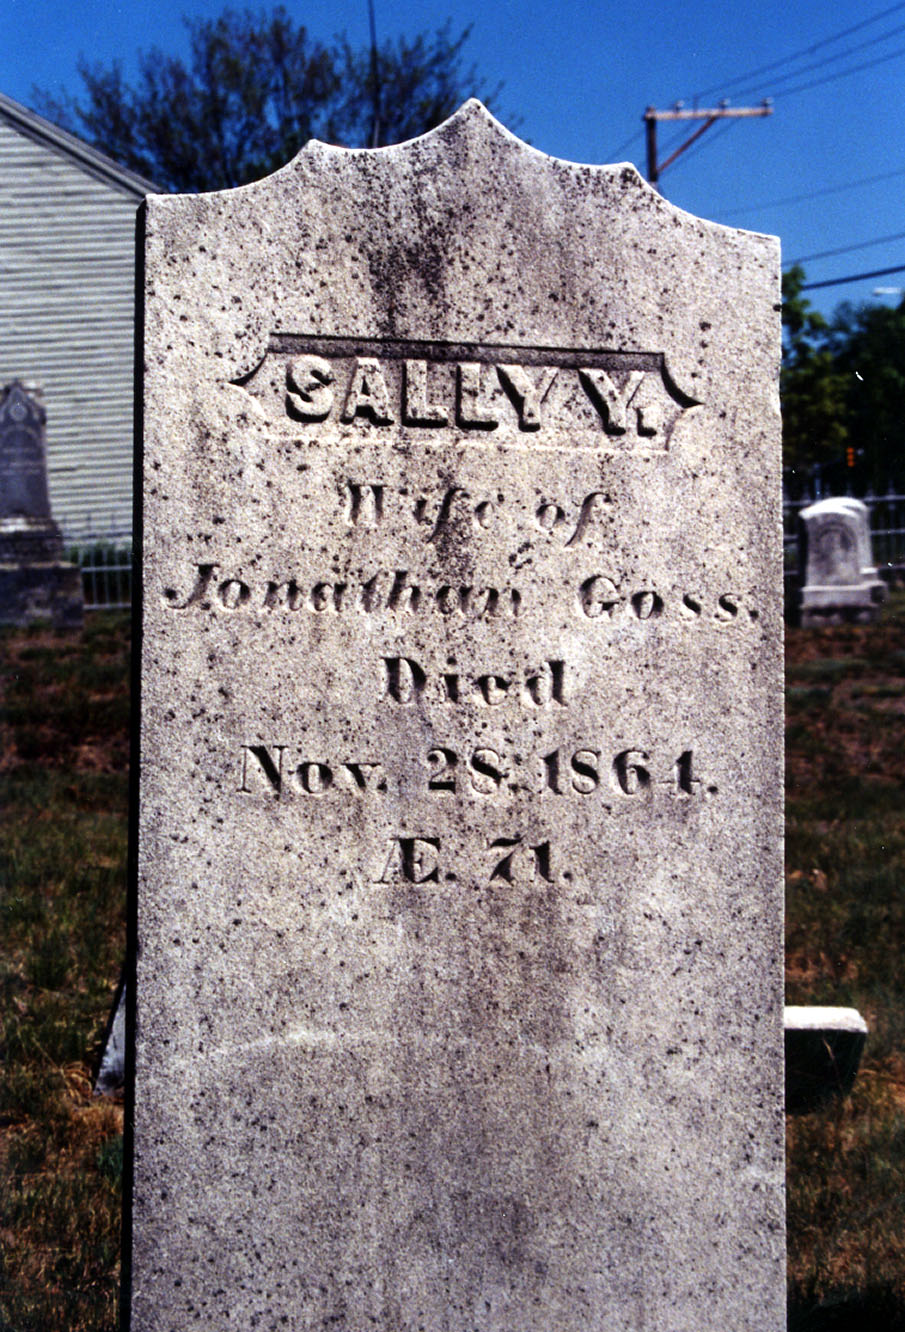 SALLY Y.
Wife of
Jonathan Goss.
Died
Nov. 28. 1864.
Æ. 71.